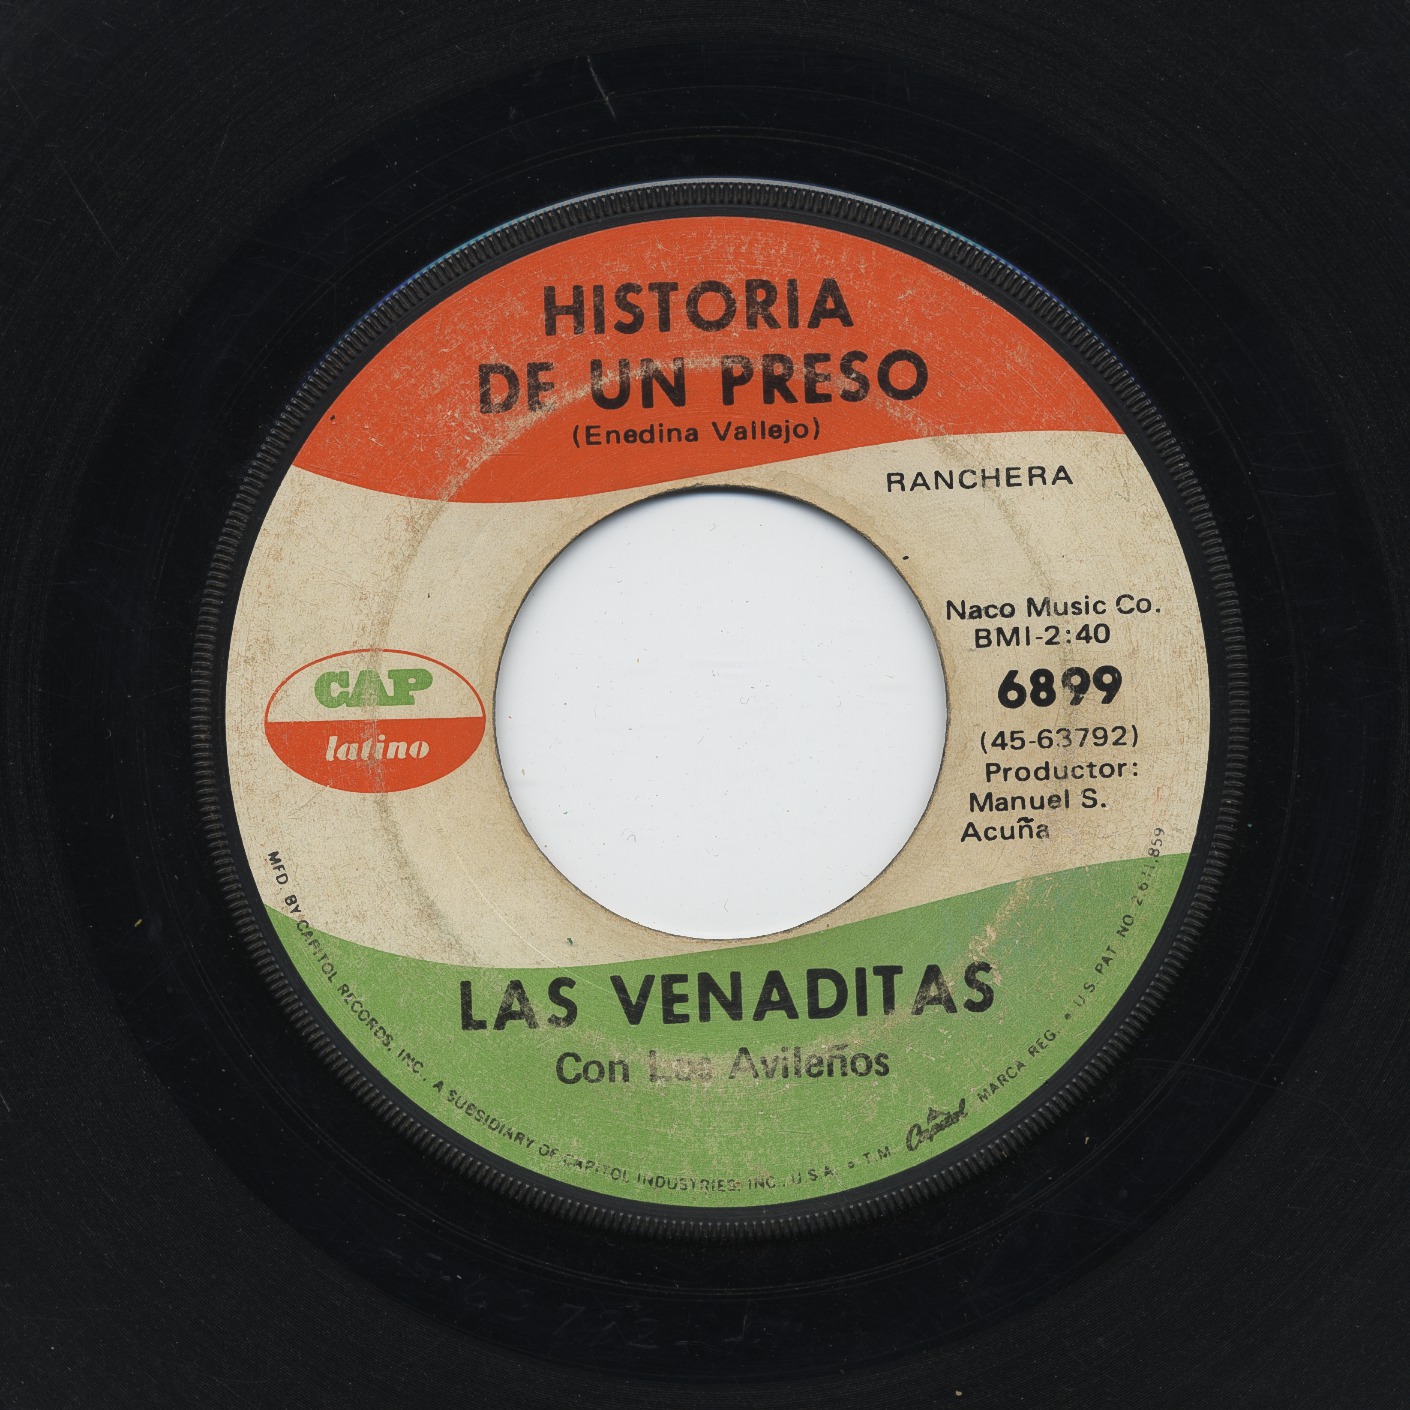 HISTORIA
DE UN PRESO
(Enedina Vallejo)
RANCHERA
Naco Music Co.
BMI-2:40
6899
(45-63792)
Productor:
Manuel S.
Acuña
CAP
latino
LAS VENADITAS
Con Los Avileños
MFD. BY CAPITOL RECORDS, INC., A SUBSIDIARY OF CAPITOL INDUSTRIES, INC., U.S.A. • T.M. Capitol MARCA REG. • U.S. PAT. NO. 2,631,859